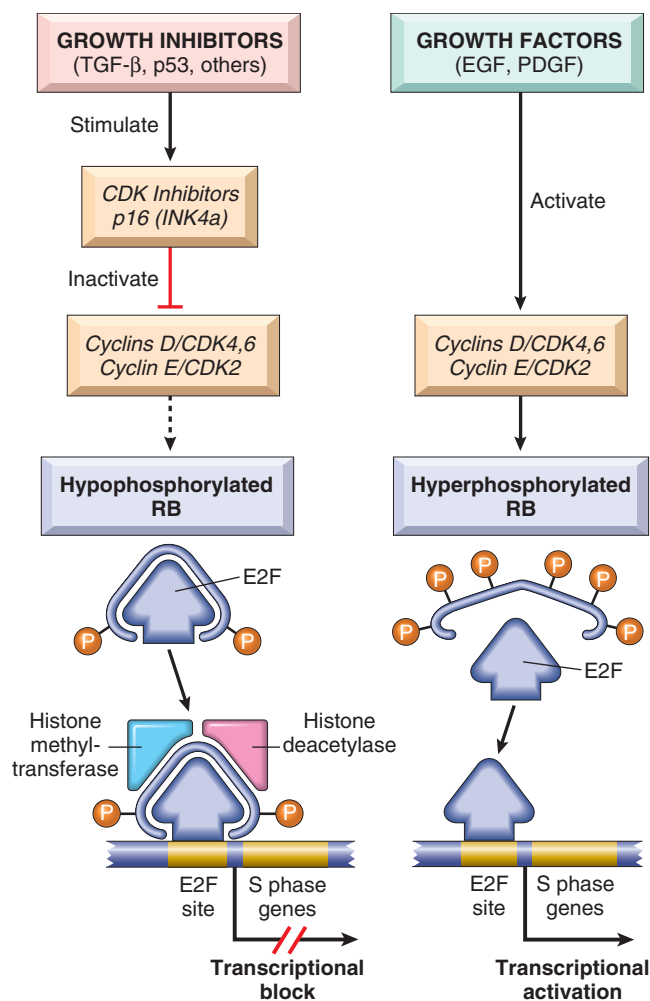 GROWTH INHIBITORS
(TGF-β, p53, others)
Stimulate
CDK Inhibitors
p16 (INK4a)
Inactivate
Cyclins D/CDK4,6
Cyclin E/CDK2
Hypophosphorylated
RB
E2F
P
P
Histone
methyl-
transferase
Histone
deacetylase
P
P
E2F
site
S phase
genes
Transcriptional
block
GROWTH FACTORS
(EGF, PDGF)
Activate
Cyclins D/CDK4,6
Cyclin E/CDK2
Hyperphosphorylated
RB
P
P
P
P
P
P
E2F
E2F
site
S phase
genes
Transcriptional
activation